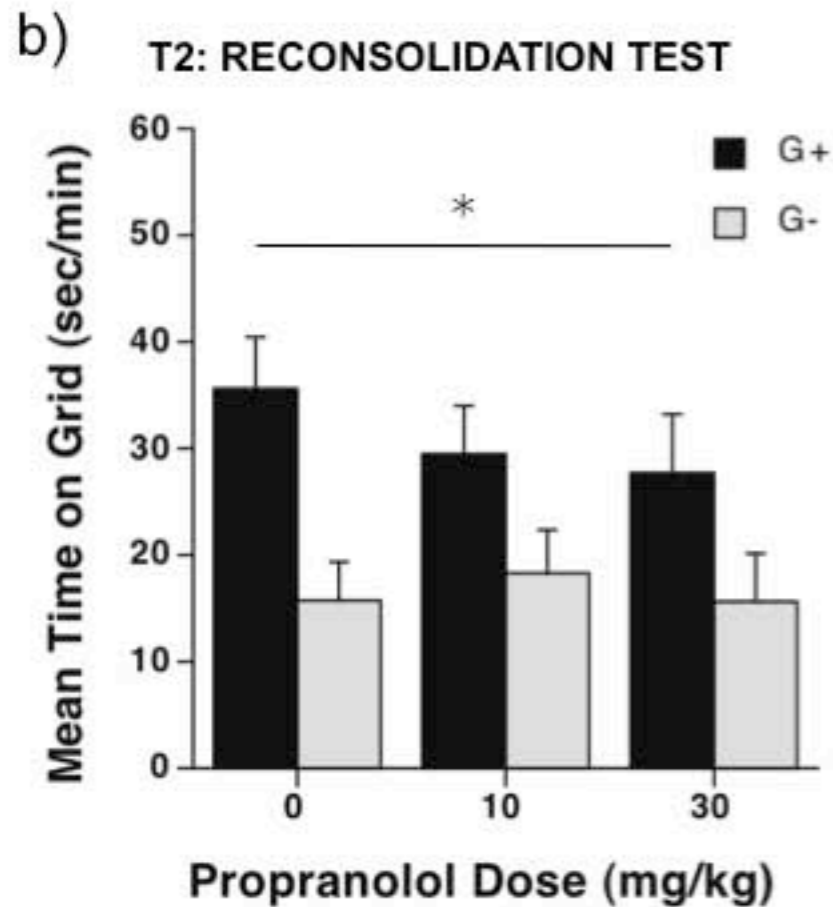 b)
T2: RECONSOLIDATION TEST
G+
G-
*
60
50
40
30
20
10
0
Mean Time on Grid (sec/min)
0 10 30
Propranolol Dose (mg/kg)